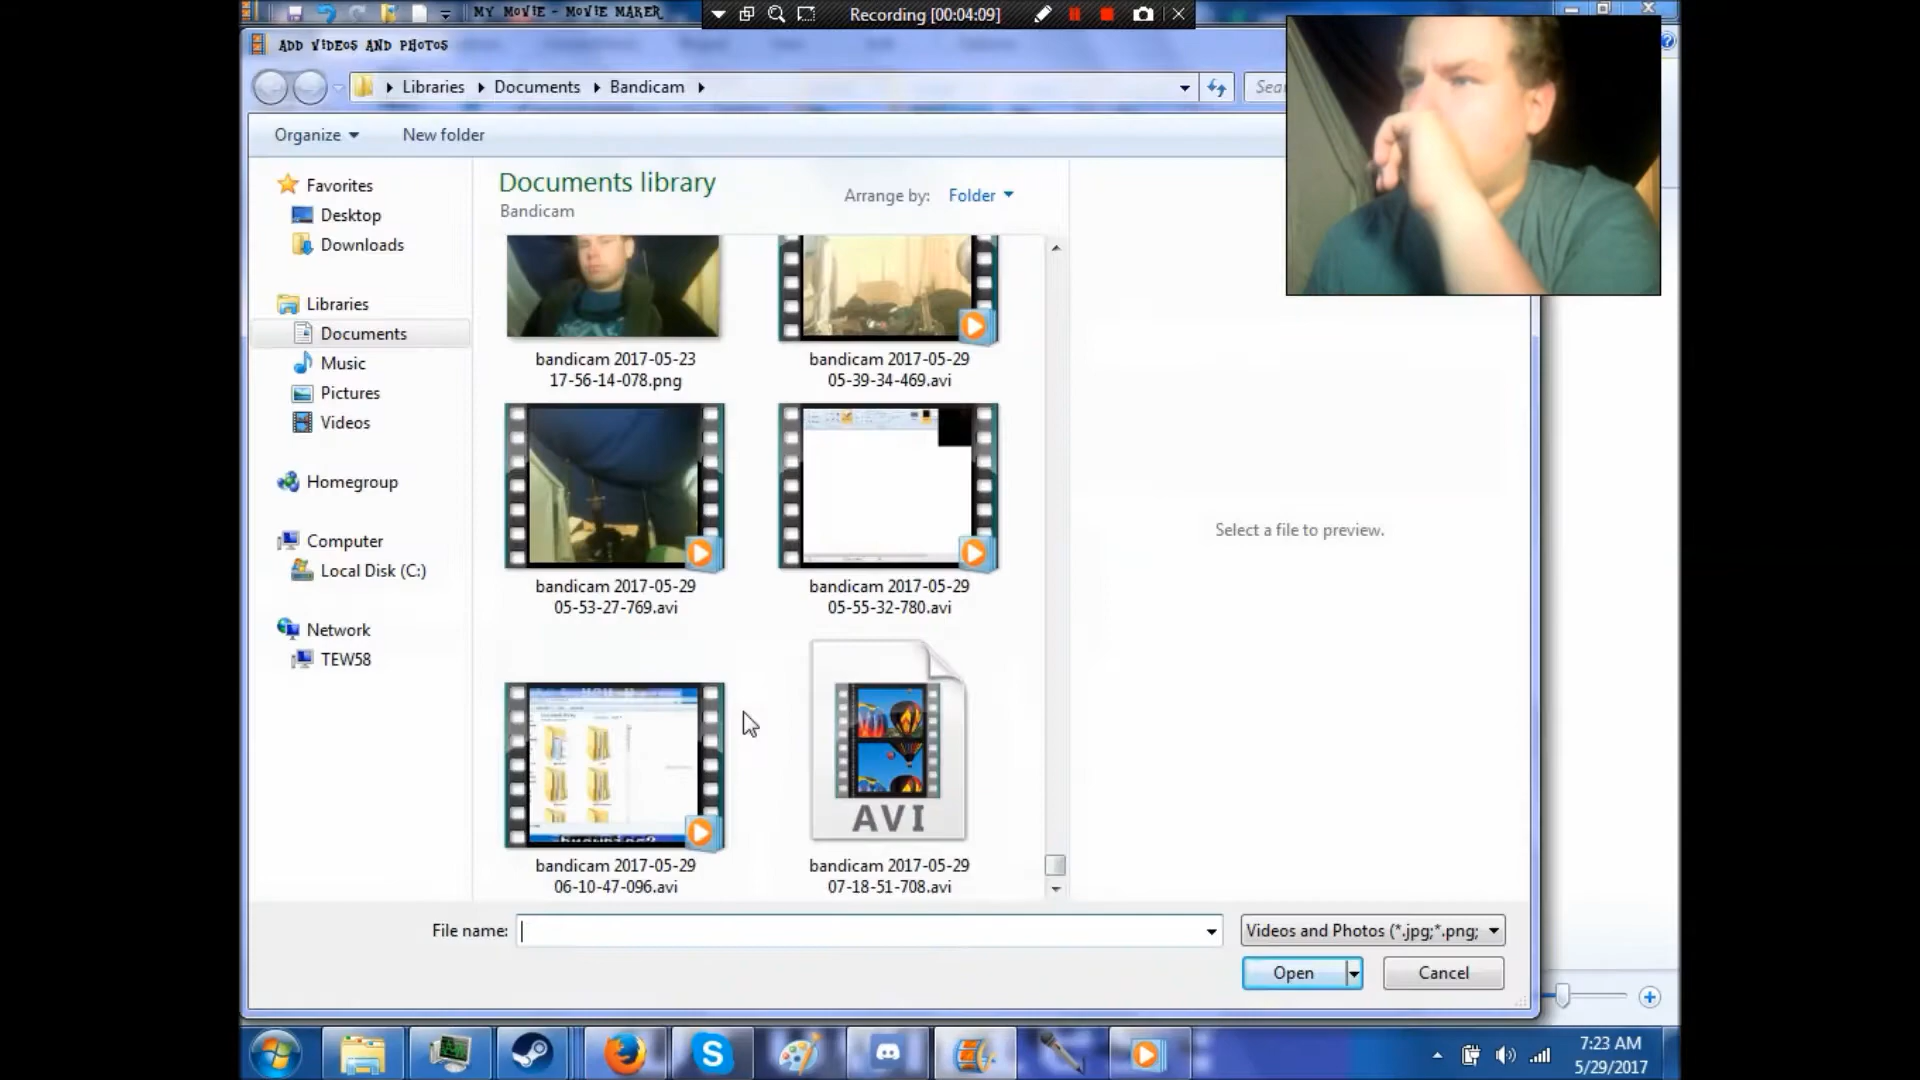 MY MOVIE - MOVIE MAKER
Recording [00:04:09]
ADD VIDEOS AND PHOTOS
Libraries
Documents
Bandicam
Organize
New folder
Favorites
Desktop
Downloads
Libraries
Documents
Music
Pictures
Videos
Homegroup
Computer
Local Disk (C:)
Network
TEW58
Documents library
Bandicam
Arrange by:
Folder
bandicam 2017-05-23
17-56-14-078.png
bandicam 2017-05-29
05-39-34-469.avi
bandicam 2017-05-29
05-53-27-769.avi
bandicam 2017-05-29
05-55-32-780.avi
AVI
bandicam 2017-05-29
06-10-47-096.avi
bandicam 2017-05-29
07-18-51-708.avi
Select a file to preview.
File name:
Videos and Photos (*.jpg;*.png;
Open
Cancel
7:23 AM
5/29/2017